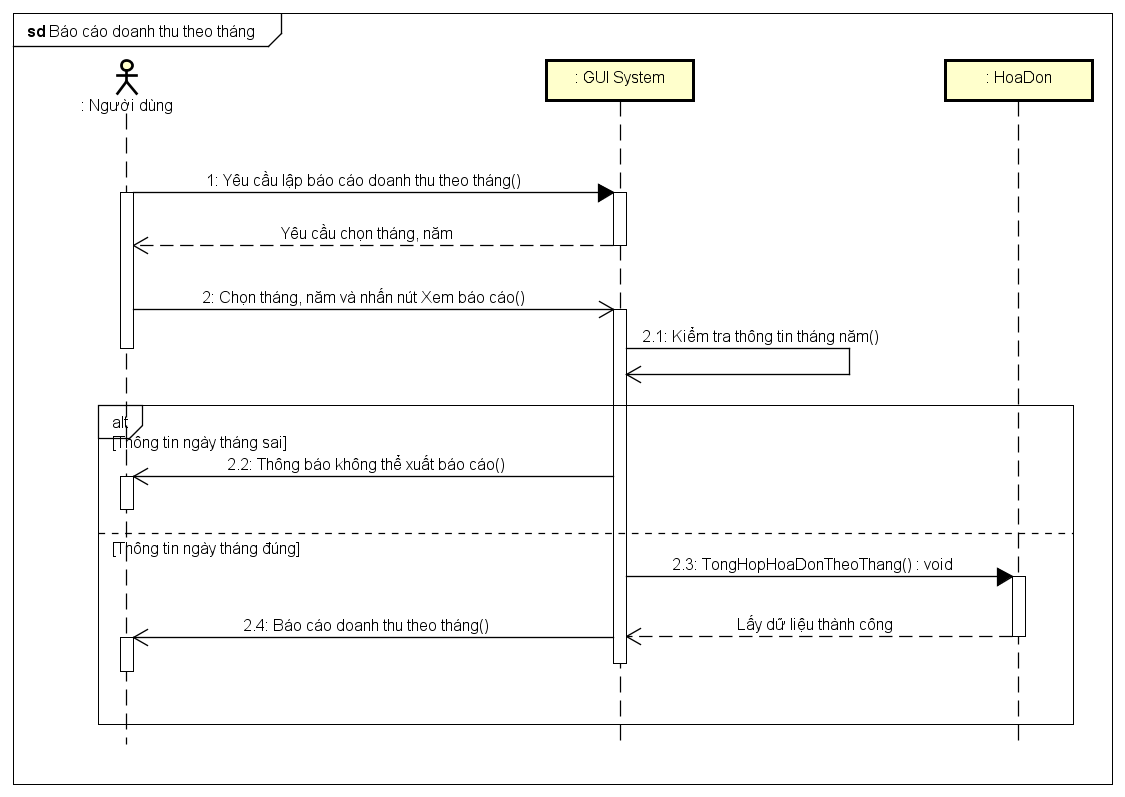 sd Báo cáo doanh thu theo tháng
: Người dùng
: GUI System
: HoaDon
1: Yêu cầu lập báo cáo doanh thu theo tháng()
Yêu cầu chọn tháng, năm
2: Chọn tháng, năm và nhấn nút Xem báo cáo()
2.1: Kiểm tra thông tin tháng năm()
alt
[Thông tin ngày tháng sai]
2.2: Thông báo không thể xuất báo cáo()
[Thông tin ngày tháng đúng]
2.3: TongHopHoaDonTheoThang() : void
2.4: Báo cáo doanh thu theo tháng()
Lấy dữ liệu thành công